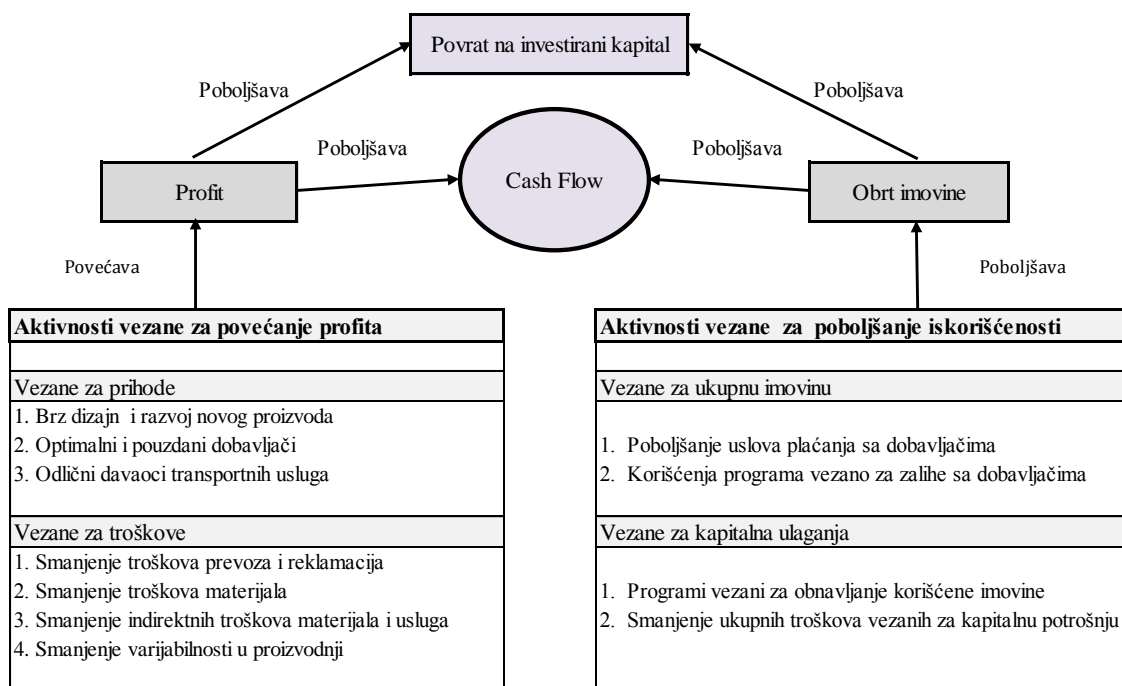 Povrat na investirani kapital
Poboljšava
Poboljšava
Poboljšava
Poboljšava
Cash Flow
Profit
Obrt imovine
Povećava
Poboljšava
Aktivnosti vezane za povećanje profita
Vezane za prihode
1. Brz dizajn i razvoj novog proizvoda
2. Optimalni i pouzdani dobavljači
3. Odlični davaoci transportnih usluga
Vezane za troškove
1. Smanjenje troškova prevoza i reklamacija
2. Smanjenje troškova materijala
3. Smanjenje indirektnih troškova materijala i usluga
4. Smanjenje varijabilnosti u proizvodnji
Aktivnosti vezane za poboljšanje iskorišćenosti
Vezane za ukupnu imovinu
1. Poboljšanje uslova plaćanja sa dobavljačima
2. Korišćenja programa vezano za zalihe sa dobavljačima
Vezane za kapitalna ulaganja
1. Programi vezani za obnavljanje korišćene imovine
2. Smanjenje ukupnih troškova vezanih za kapitalnu potrošnju